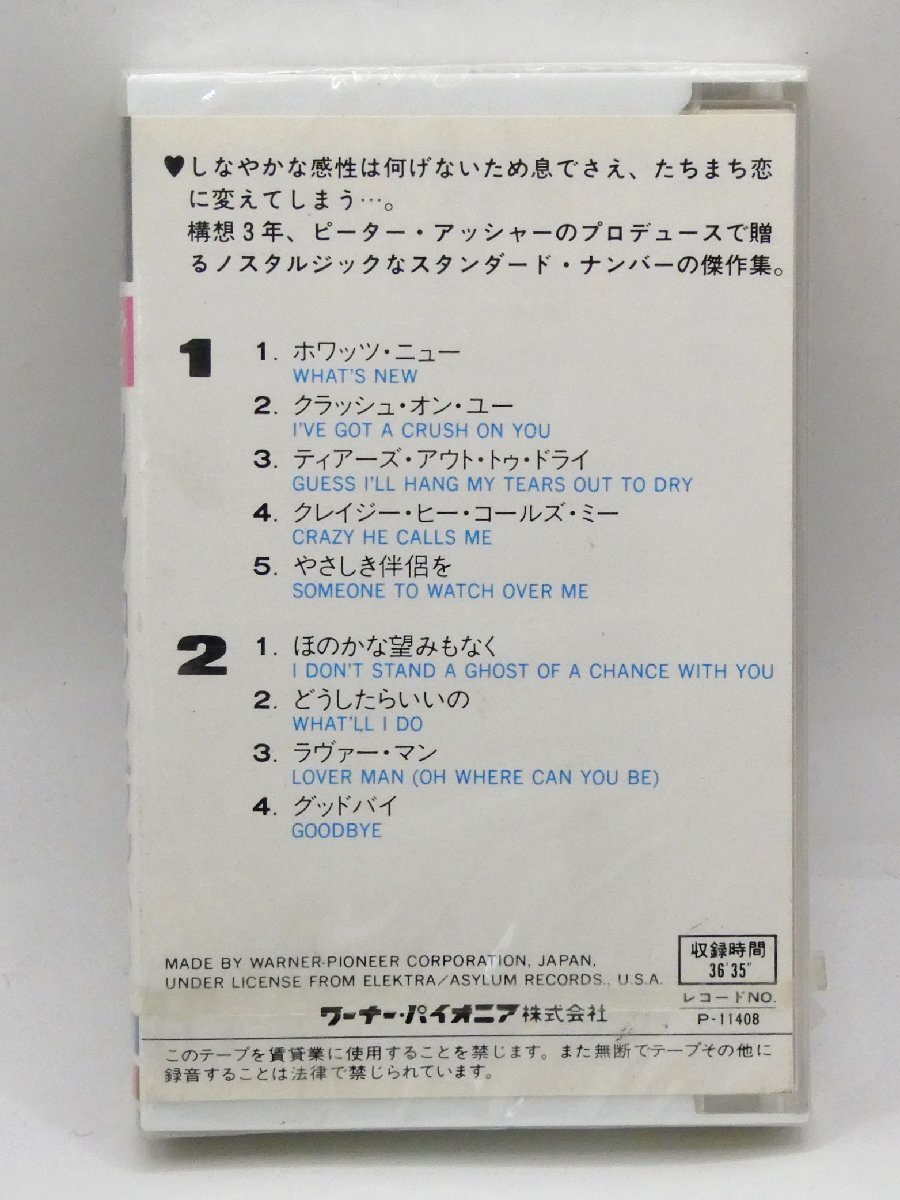 ♥しなやかな感性は何げないため息でさえ、たちまち恋
に変えてしまう…。
構想3年、ピーター・アッシャーのプロデュースで贈
るノスタルジックなスタンダード・ナンバーの傑作集。
1 1. ホワッツ・ニュー
WHAT'S NEW
2. クラッシュ・オン・ユー
I'VE GOT A CRUSH ON YOU
3. ティアーズ・アウト・トゥ・ドライ
GUESS I'LL HANG MY TEARS OUT TO DRY
4. クレイジー・ヒー・コールズ・ミー
CRAZY HE CALLS ME
5. やさしき伴侶を
SOMEONE TO WATCH OVER ME
2 1. ほのかな望みもなく
I DON'T STAND A GHOST OF A CHANCE WITH YOU
2. どうしたらいいの
WHAT'LL I DO
3. ラヴァー・マン
LOVER MAN (OH WHERE CAN YOU BE)
4. グッドバイ
GOODBYE
MADE BY WARNER-PIONEER CORPORATION, JAPAN,
UNDER LICENSE FROM ELEKTRA/ASYLUM RECORDS., U.S.A.
ワーナー・パイオニア株式会社
収録時間
36'35"
レコードNO.
P-11408
このテープを賃貸業に使用することを禁じます。また無断でテープその他に
録音することは法律で禁じられています。